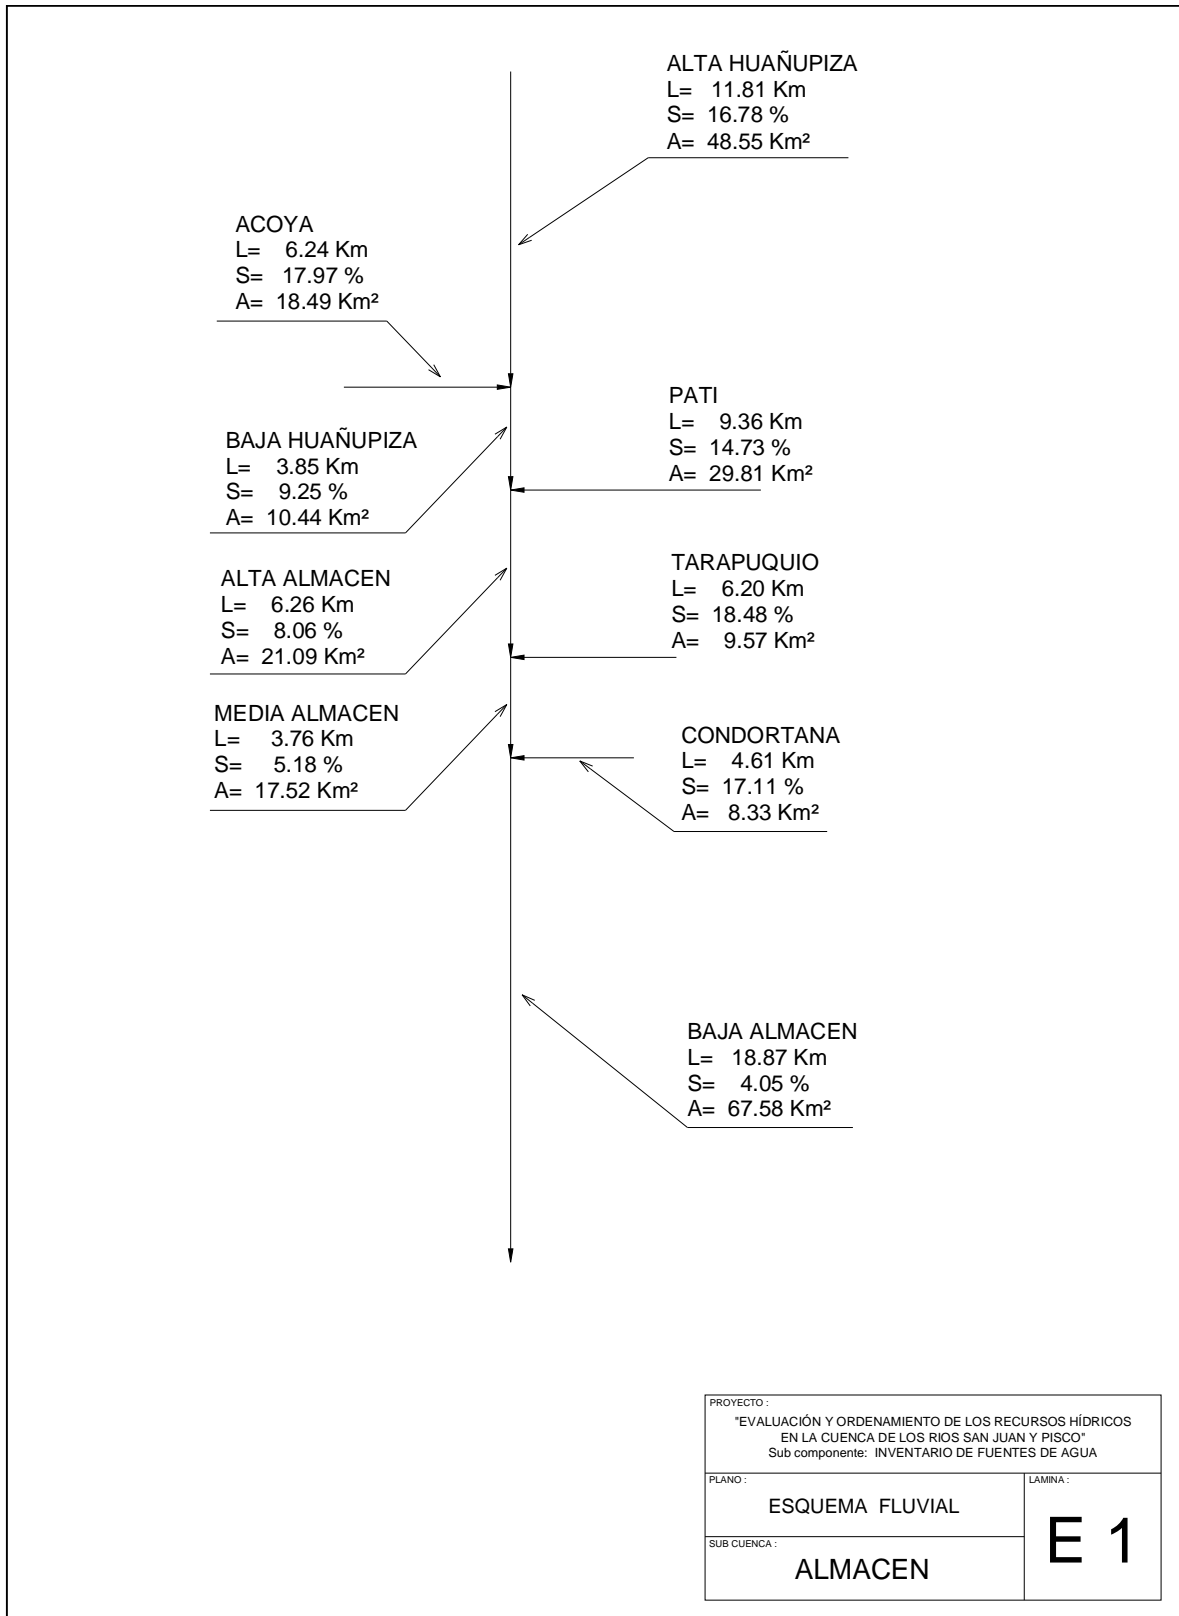 ALTA HUAÑUPIZA
L= 11.81 Km
S= 16.78 %
A= 48.55 Km²
ACOYA
L= 6.24 Km
S= 17.97 %
A= 18.49 Km²
PATI
L= 9.36 Km
S= 14.73 %
A= 29.81 Km²
BAJA HUAÑUPIZA
L= 3.85 Km
S= 9.25 %
A= 10.44 Km²
TARAPUQUIO
L= 6.20 Km
S= 18.48 %
A= 9.57 Km²
ALTA ALMACEN
L= 6.26 Km
S= 8.06 %
A= 21.09 Km²
MEDIA ALMACEN
L= 3.76 Km
S= 5.18 %
A= 17.52 Km²
CONDORTANA
L= 4.61 Km
S= 17.11 %
A= 8.33 Km²
BAJA ALMACEN
L= 18.87 Km
S= 4.05 %
A= 67.58 Km²
PROYECTO :
"EVALUACIÓN Y ORDENAMIENTO DE LOS RECURSOS HÍDRICOS
EN LA CUENCA DE LOS RIOS SAN JUAN Y PISCO"
Sub componente: INVENTARIO DE FUENTES DE AGUA
PLANO :
ESQUEMA FLUVIAL
LAMINA :
E 1
SUB CUENCA :
ALMACEN